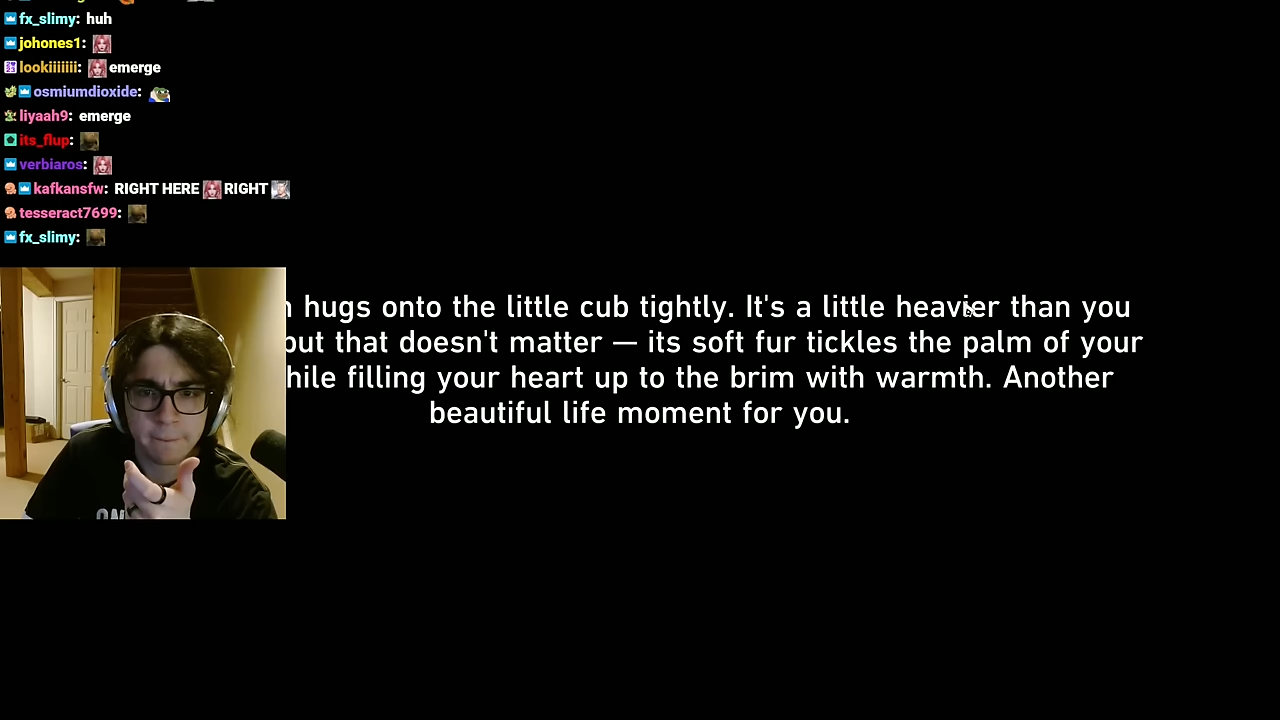 fx_slimy: huh
johones1:
lookiiiiiii: emerge
osmiumdioxide:
liyaah9: emerge
its_flup:
verbiaros:
kafkansfw: RIGHT HERE RIGHT
tesseract7699:
fx_slimy:
hugs onto the little cub tightly. It's a little heavier than you
but that doesn't matter — its soft fur tickles the palm of your
filling your heart up to the brim with warmth. Another
beautiful life moment for you.